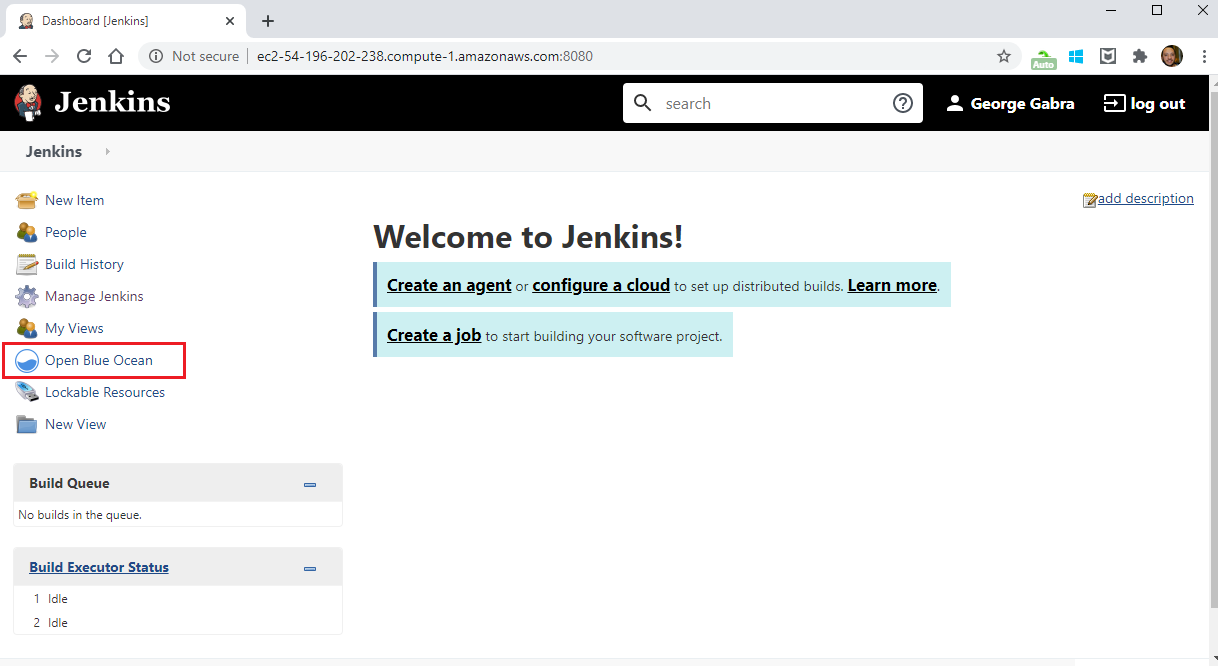 Dashboard [Jenkins]
Not secure ec2-54-196-202-238.compute-1.amazonaws.com:8080
Auto
Jenkins search George Gabra log out
Jenkins
add description
New Item
People
Build History
Manage Jenkins
My Views
Open Blue Ocean
Lockable Resources
New View
Build Queue
No builds in the queue.
Build Executor Status
1 Idle
2 Idle
Welcome to Jenkins!
Create an agent or configure a cloud to set up distributed builds. Learn more.
Create a job to start building your software project.